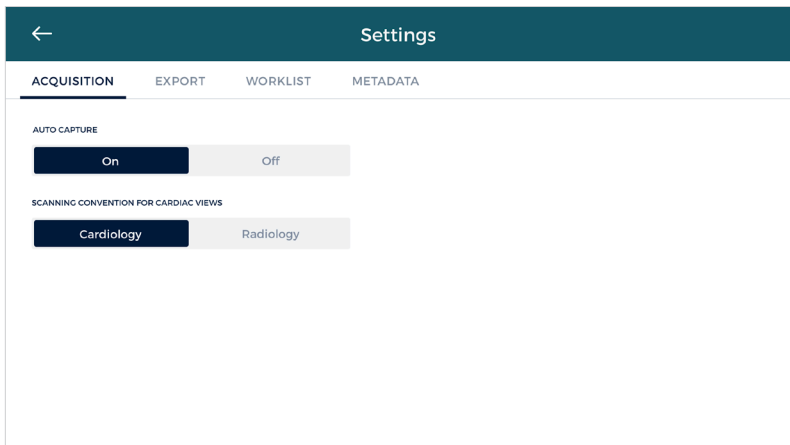 Settings
ACQUISITION EXPORT WORKLIST METADATA
AUTO CAPTURE
On Off
SCANNING CONVENTION FOR CARDIAC VIEWS
Cardiology Radiology